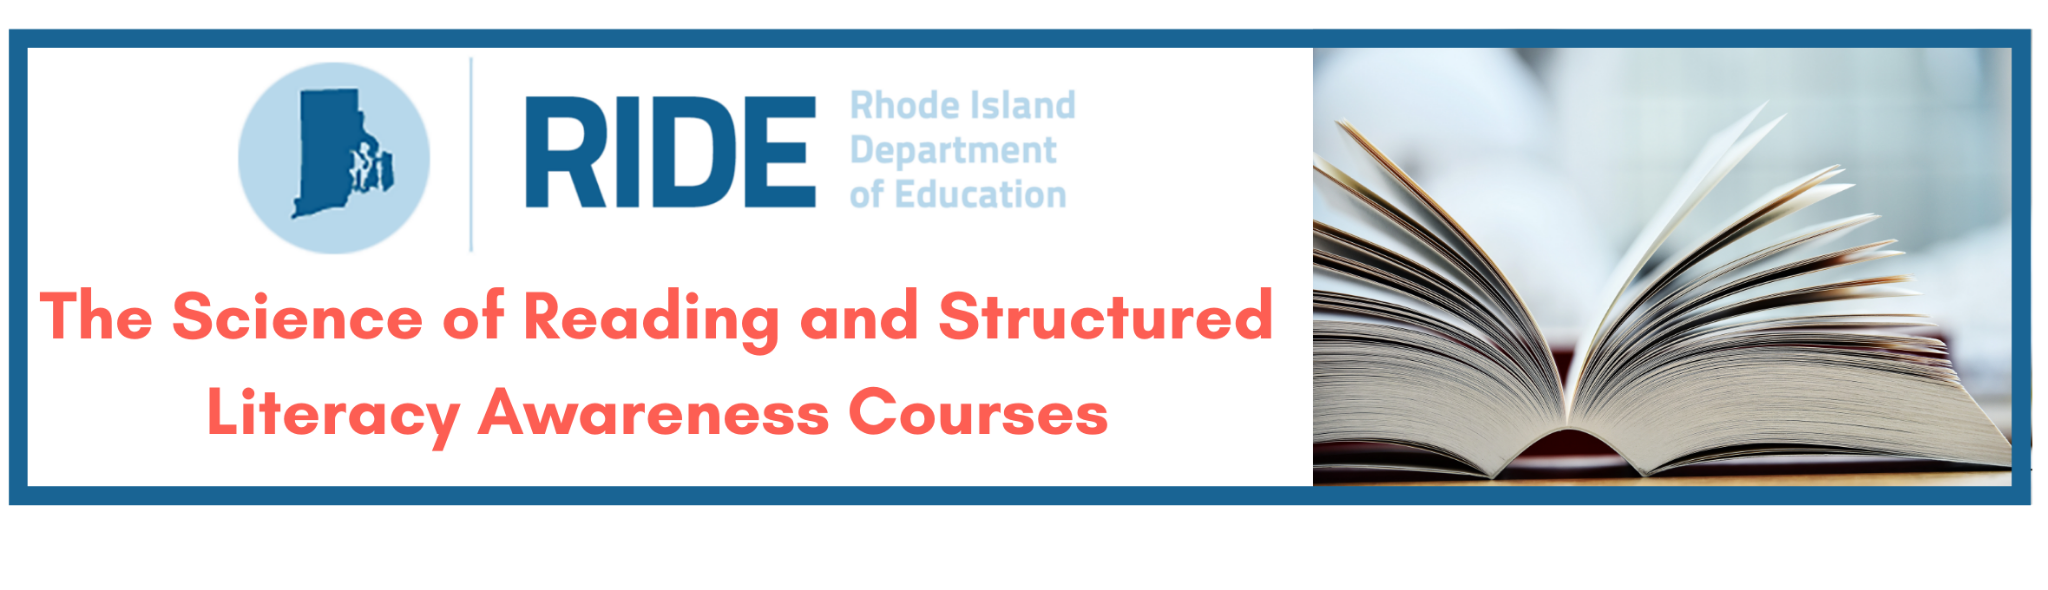 RIDE
Rhode Island
Department
of Education
The Science of Reading and Structured
Literacy Awareness Courses